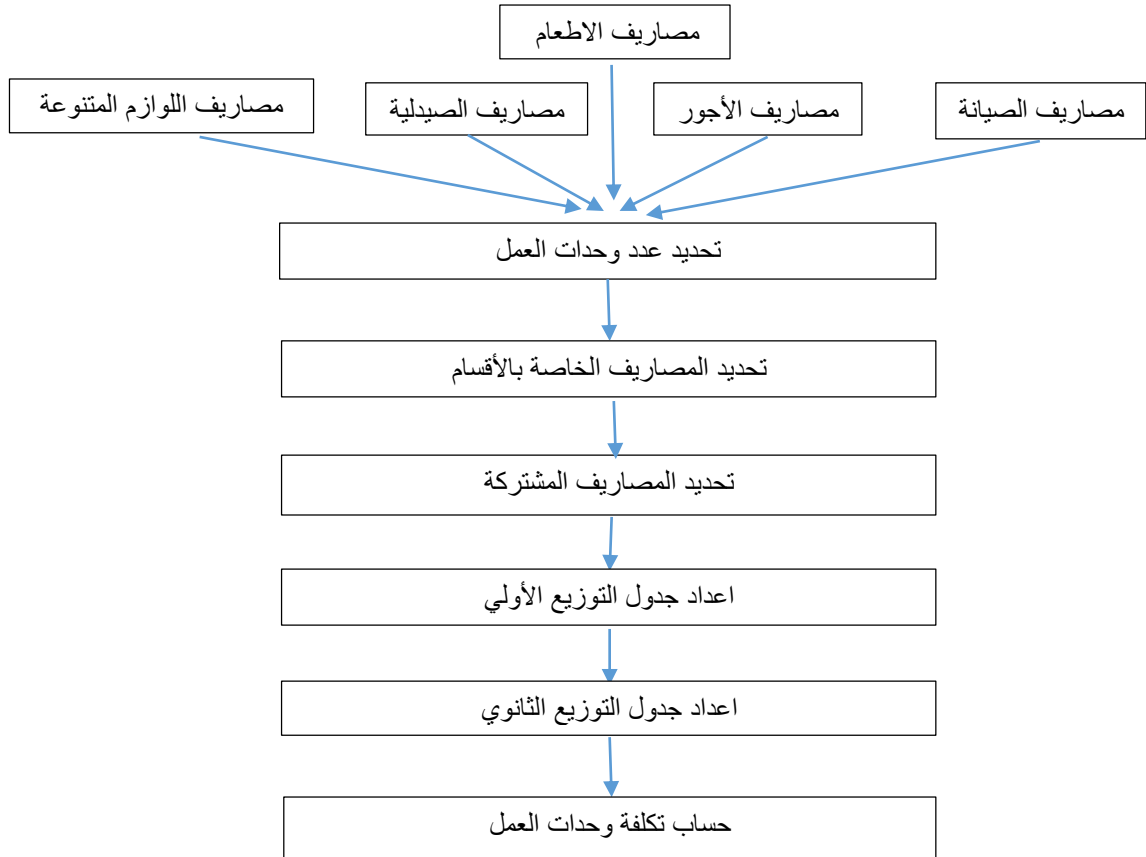 مصاريف الاطعام
مصاريف الصيانة
مصاريف الأجور
مصاريف الصيدلية
مصاريف اللوازم المتنوعة
تحديد عدد وحدات العمل
تحديد المصاريف الخاصة بالأقسام
تحديد المصاريف المشتركة
اعداد جدول التوزيع الأولي
اعداد جدول التوزيع الثانوي
حساب تكلفة وحدات العمل